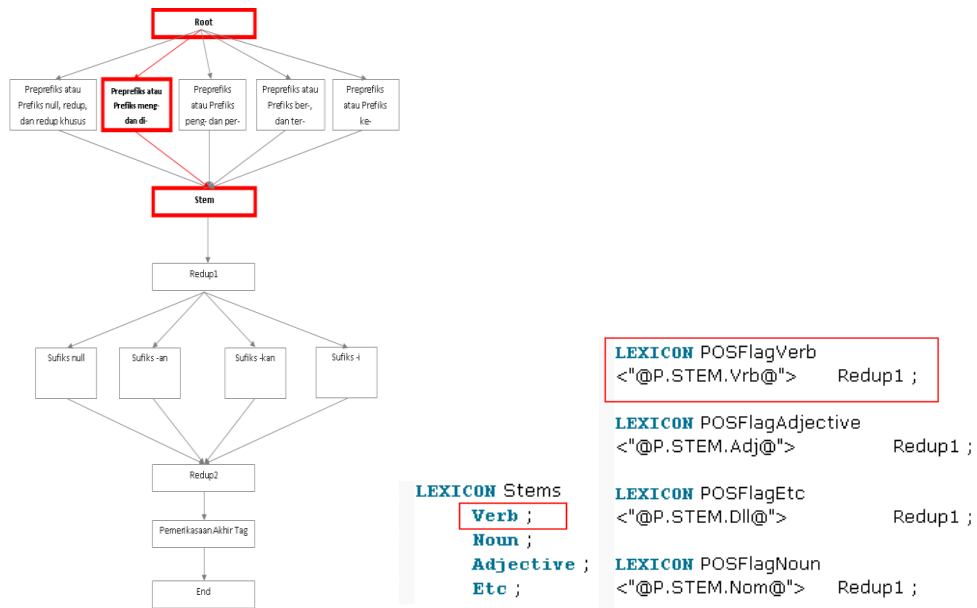 Root
Preprefiks atau
Prefiks null, redup,
dan redup khusus
Preprefiks atau
Prefiks meng-
dan di-
Preprefiks
atau Prefiks
peng- dan per-
Preprefiks atau
Prefiks ber-,
dan ter-
Preprefiks
atau Prefiks
ke-
Stem
Redup1
Sufiks null
Sufiks -an
Sufiks -kan
Sufiks -i
Redup2
Pemerikasaan Akhir Tag
End
LEXICON Stems
Verb ;
Noun ;
Adjective ;
Etc ;
LEXICON POSFlagVerb
<"@P.STEM.Vrb@"> Redup1 ;
LEXICON POSFlagAdjective
<"@P.STEM.Adj@"> Redup1 ;
LEXICON POSFlagEtc
<"@P.STEM.Dll@"> Redup1 ;
LEXICON POSFlagNoun
<"@P.STEM.Nom@"> Redup1 ;